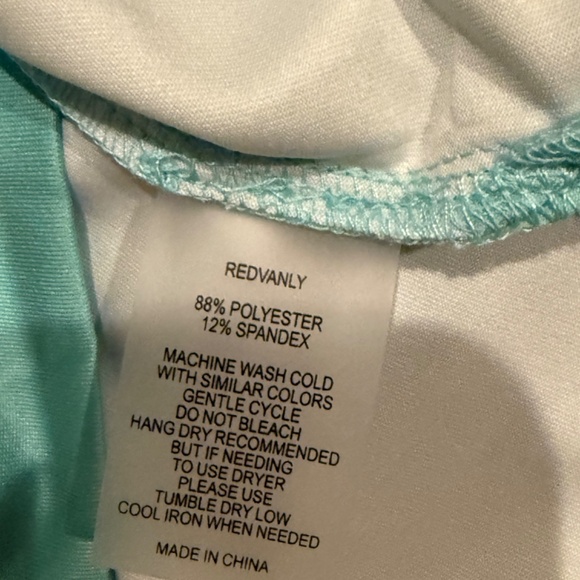 REDVANLY
88% POLYESTER
12% SPANDEX
MACHINE WASH COLD
WITH SIMILAR COLORS
GENTLE CYCLE
DO NOT BLEACH
HANG DRY RECOMMENDED
BUT IF NEEDING
TO USE DRYER
PLEASE USE
TUMBLE DRY LOW
COOL IRON WHEN NEEDED
MADE IN CHINA